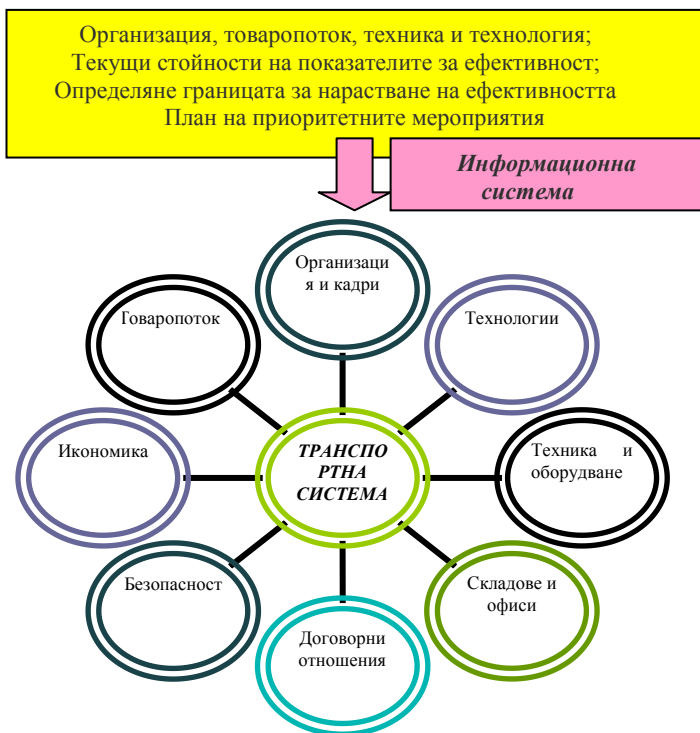 Организация, товаропоток, техника и технология;
Текущи стойности на показателите за ефективност;
Определяне границата за нарастване на ефективността
План на приоритетните мероприятия
Информационна
система
Организаци
я и кадри
Говаропоток
Технологии
Икономика
ТРАНСПО
РТНА
СИСТЕМА
Техника и
оборудване
Безопасност
Складове и
офиси
Договорни
отношения